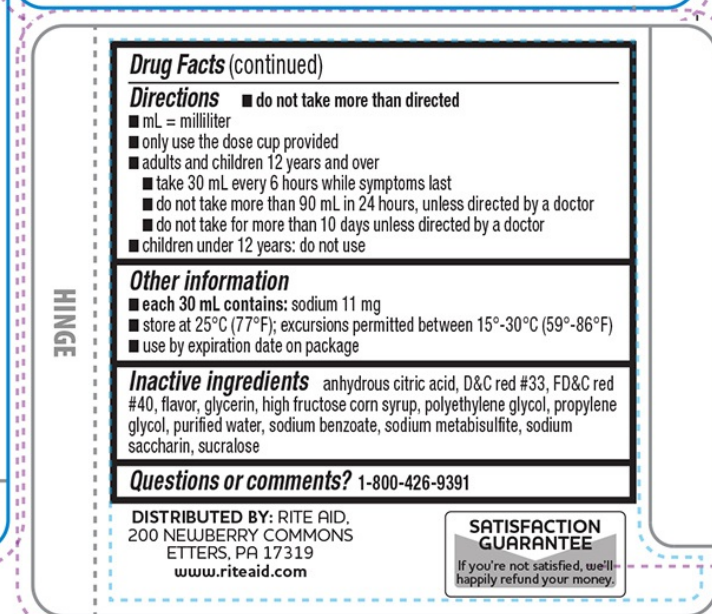 Drug Facts (continued)
Directions ■ do not take more than directed
■ mL = milliliter
■ only use the dose cup provided
■ adults and children 12 years and over
■ take 30 mL every 6 hours while symptoms last
■ do not take more than 90 mL in 24 hours, unless directed by a doctor
■ do not take for more than 10 days unless directed by a doctor
■ children under 12 years: do not use
HINGE
Other information
■ each 30 mL contains: sodium 11 mg
■ store at 25°C (77°F); excursions permitted between 15°-30°C (59°-86°F)
■ use by expiration date on package
Inactive ingredients anhydrous citric acid, D&C red #33, FD&C red
#40, flavor, glycerin, high fructose corn syrup, polyethylene glycol, propylene
glycol, purified water, sodium benzoate, sodium metabisulfite, sodium
saccharin, sucralose
Questions or comments? 1-800-426-9391
DISTRIBUTED BY: RITE AID,
200 NEWBERRY COMMONS
ETTERS, PA 17319
www.riteaid.com
SATISFACTION
GUARANTEE
If you're not satisfied, we'll
happily refund your money.